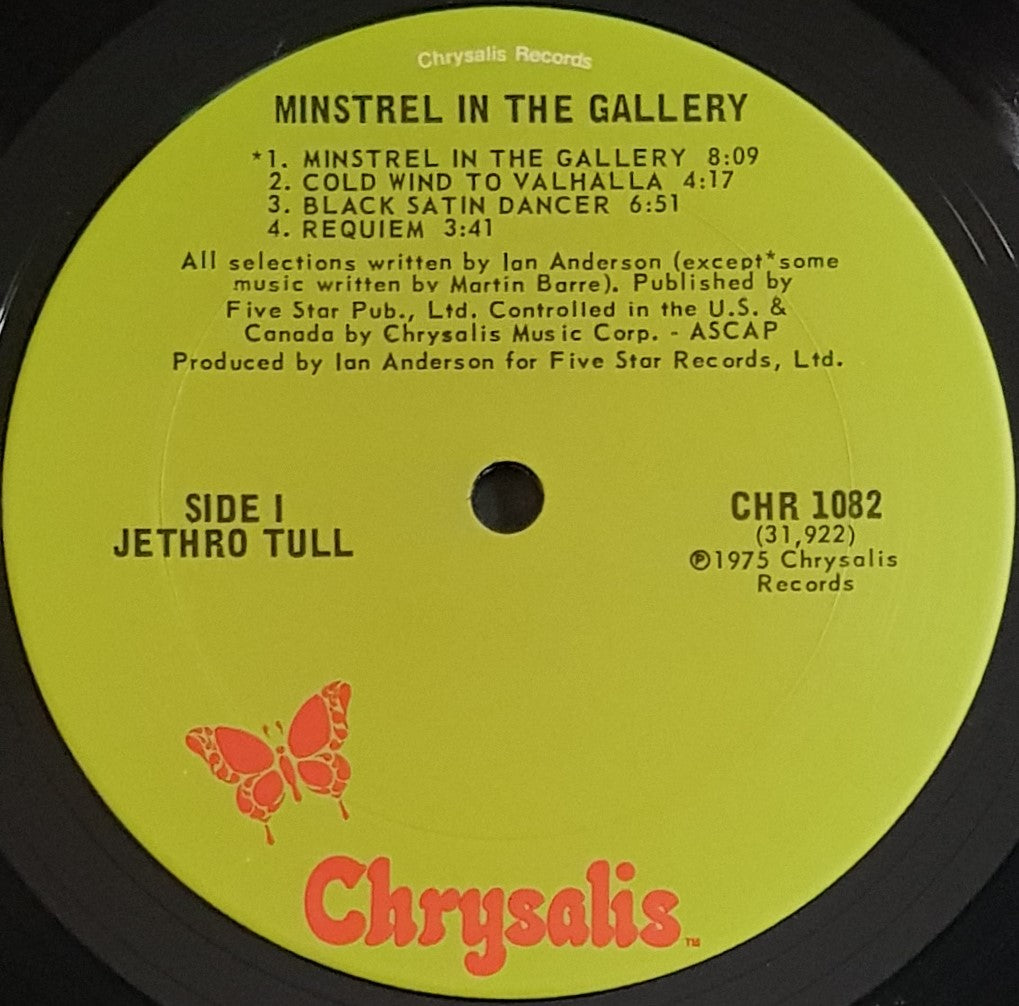 Chrysalis Records
MINSTREL IN THE GALLERY
*1. MINSTREL IN THE GALLERY 8:09
2. COLD WIND TO VALHALLA 4:17
3. BLACK SATIN DANCER 6:51
4. REQUIEM 3:41
All selections written by Ian Anderson (except*some
music written by Martin Barre). Published by
Five Star Pub., Ltd. Controlled in the U.S. &
Canada by Chrysalis Music Corp. - ASCAP
Produced by Ian Anderson for Five Star Records, Ltd.
SIDE I
JETHRO TULL
CHR 1082
(31,922)
℗1975 Chrysalis
Records
Chrysalis™